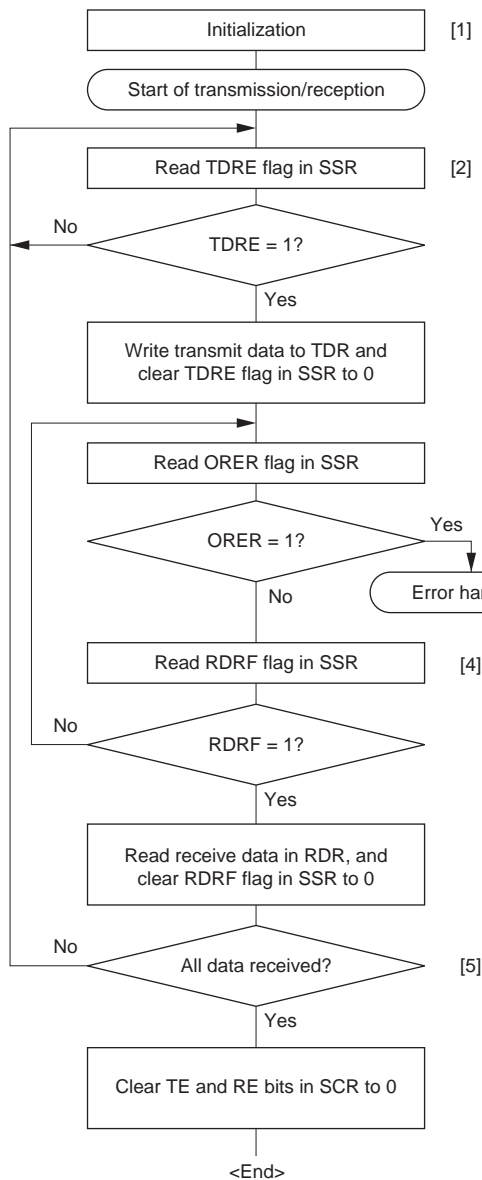 Initialization [1]
Start of transmission/reception
Read TDRE flag in SSR [2]
No
TDRE = 1?
Yes
Write transmit data to TDR and
clear TDRE flag in SSR to 0
Read ORER flag in SSR
Yes
ORER = 1?
No
Error
Read RDRF flag in SSR [4]
No
RDRF = 1?
Yes
Read receive data in RDR, and
clear RDRF flag in SSR to 0
No
All data received? [5]
Yes
Clear TE and RE bits in SCR to 0
<End>